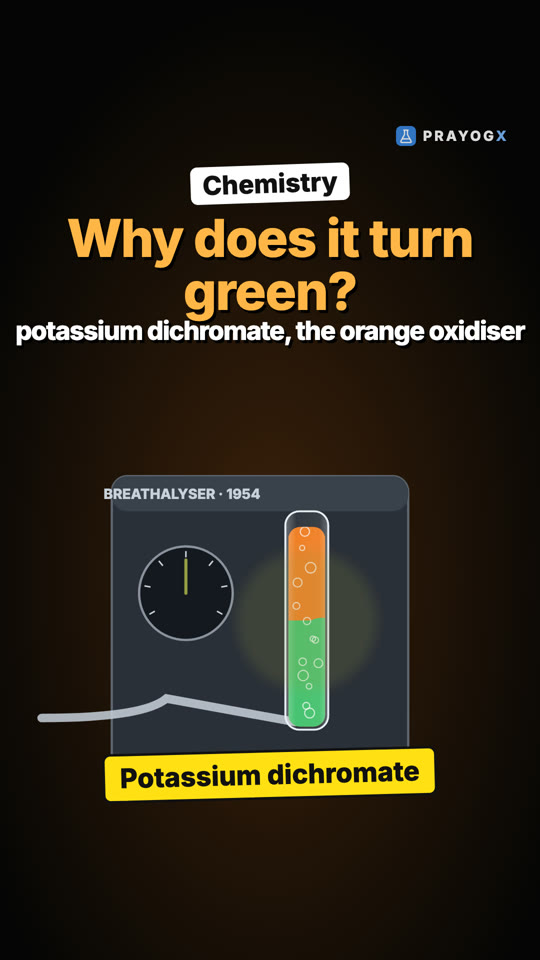 PRAYOGX
Chemistry
Why does it turn
green?
potassium dichromate, the orange oxidiser
BREATHALYSER · 1954
Potassium dichromate